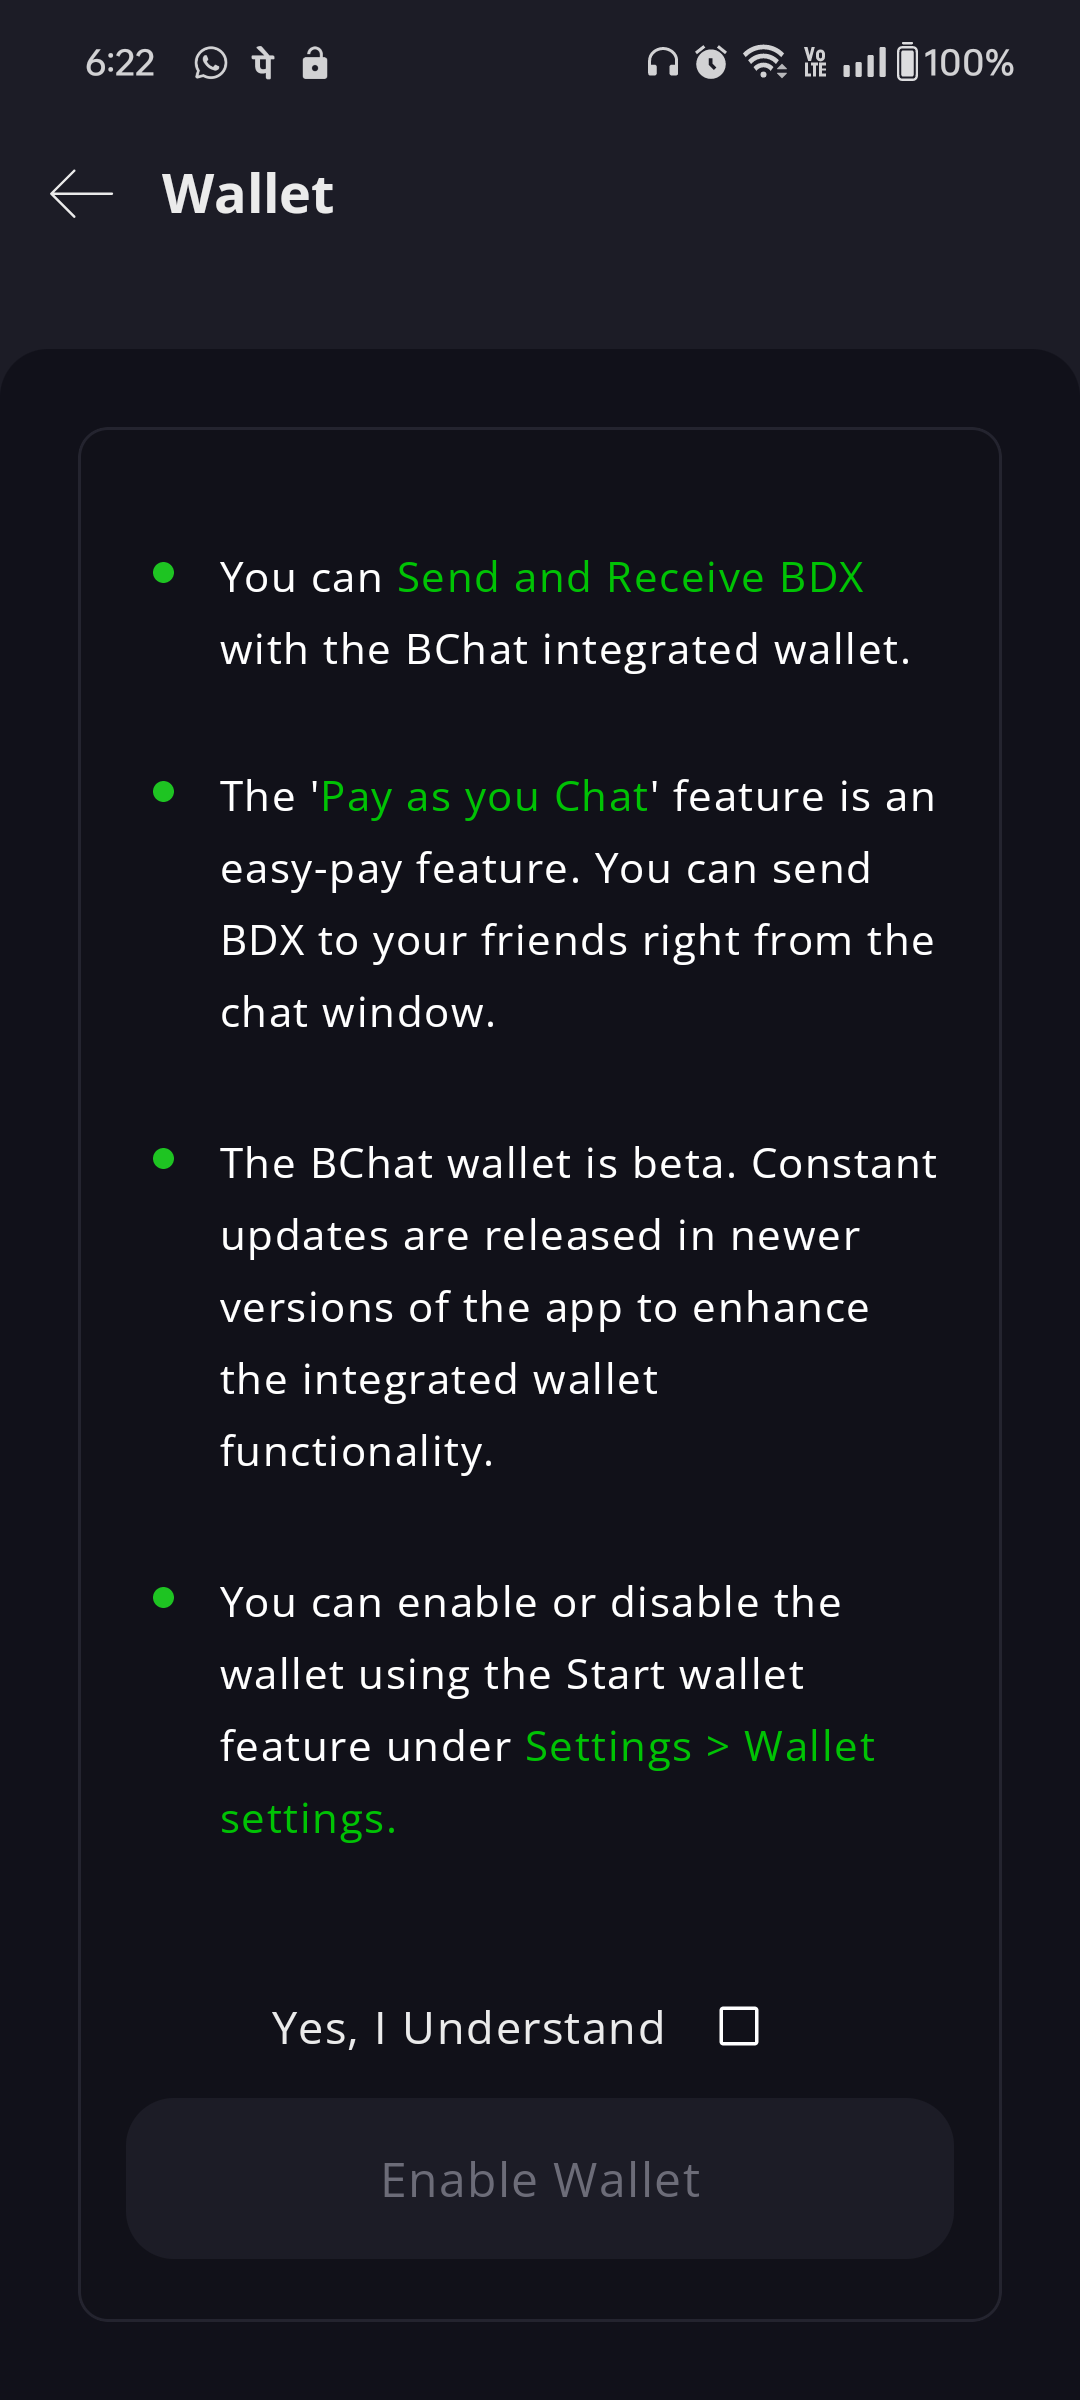 6:22 पे Vo LTE 100%
Wallet
You can Send and Receive BDX
with the BChat integrated wallet.
The 'Pay as you Chat' feature is an
easy-pay feature. You can send
BDX to your friends right from the
chat window.
The BChat wallet is beta. Constant
updates are released in newer
versions of the app to enhance
the integrated wallet
functionality.
You can enable or disable the
wallet using the Start wallet
feature under Settings > Wallet
settings.
Yes, I Understand
Enable Wallet